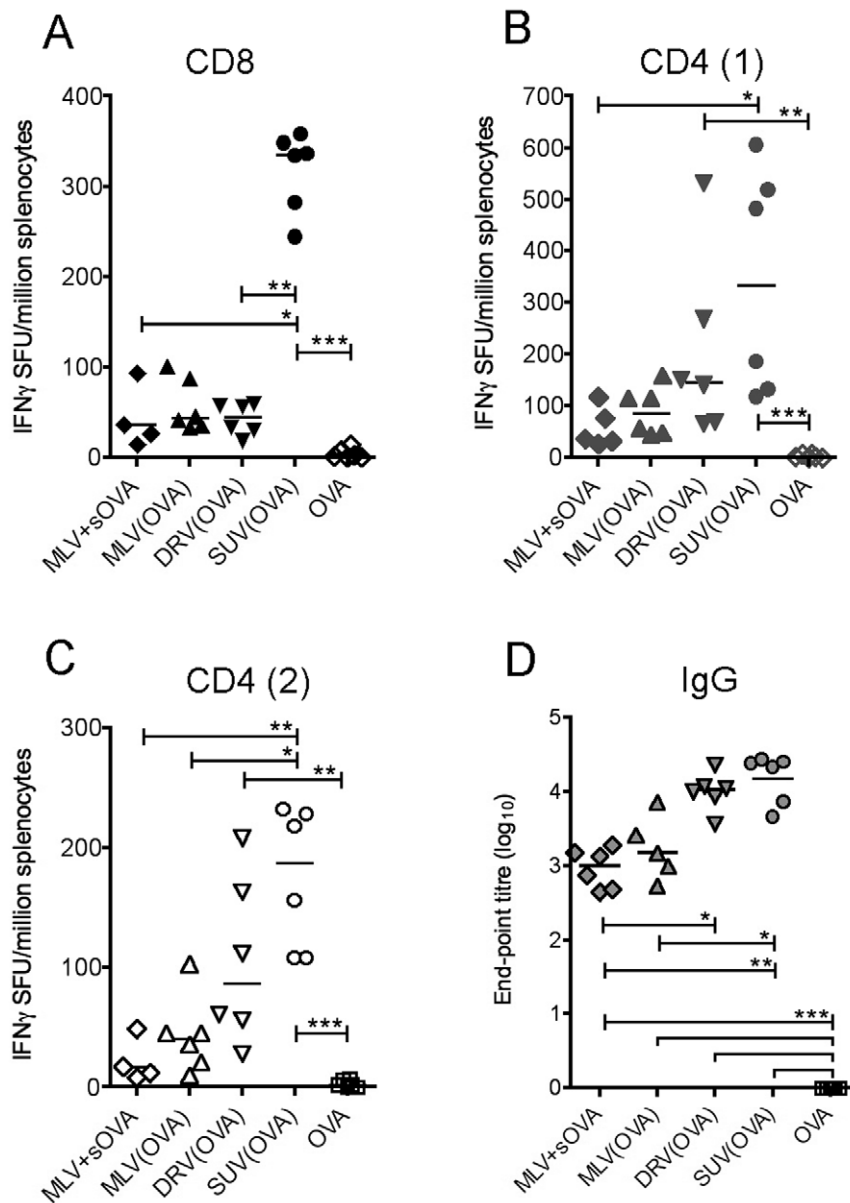 A
CD8
IFNγ SFU/million splenocytes
400
300
200
100
0
**
*
***
MLV+sOVA
MLV(OVA)
DRV(OVA)
SUV(OVA)
OVA
B
CD4 (1)
IFNγ SFU/million splenocytes
700
600
500
400
300
200
100
0
*
**
***
MLV+sOVA
MLV(OVA)
DRV(OVA)
SUV(OVA)
OVA
C
CD4 (2)
IFNγ SFU/million splenocytes
300
200
100
0
**
*
**
***
MLV+sOVA
MLV(OVA)
DRV(OVA)
SUV(OVA)
OVA
D
IgG
End-point titre (log₁₀)
5
4
3
2
1
0
*
*
**
***
MLV+sOVA
MLV(OVA)
DRV(OVA)
SUV(OVA)
OVA